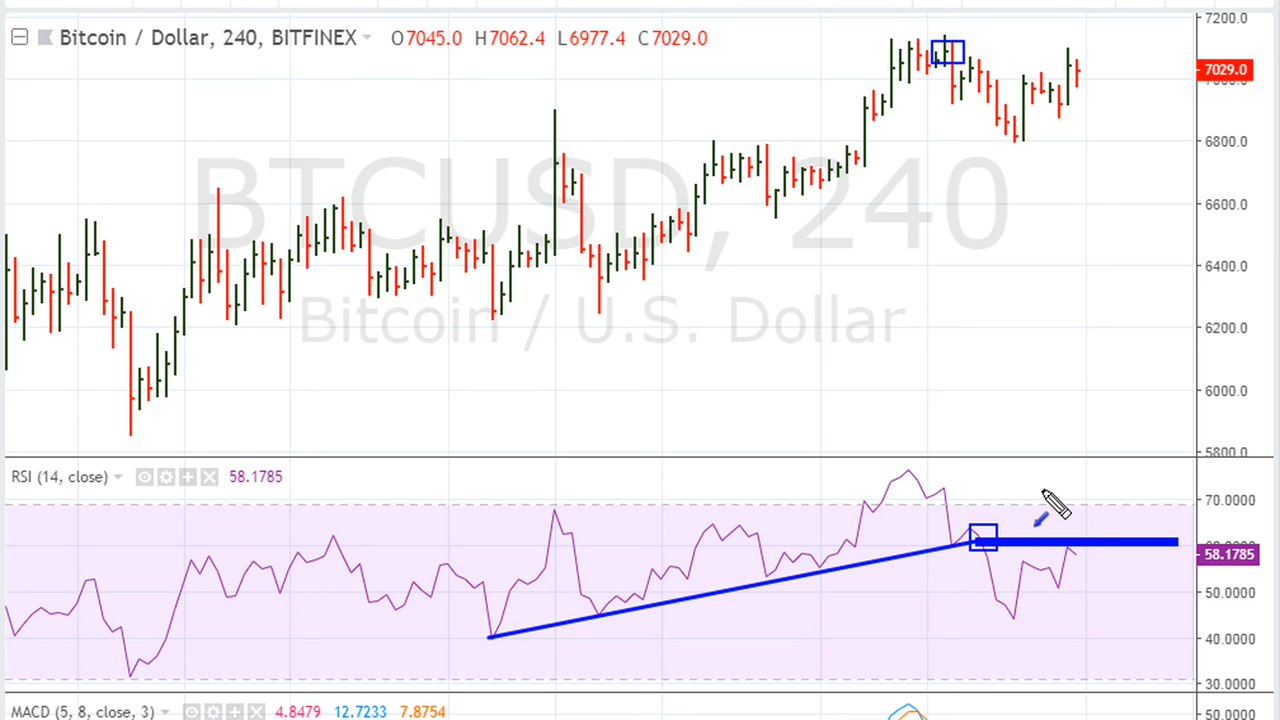 Bitcoin / Dollar, 240, BITFINEX O7045.0 H7062.4 L6977.4 C7029.0
BTCUSD, 240
Bitcoin / U.S. Dollar
7200.0
7029.0
6800.0
6600.0
6400.0
6200.0
6000.0
5800.0
RSI (14, close) 58.1785
70.0000
58.1785
50.0000
40.0000
30.0000
MACD (5, 8, close, 3) 4.8479 12.7233 7.8754
50.0000